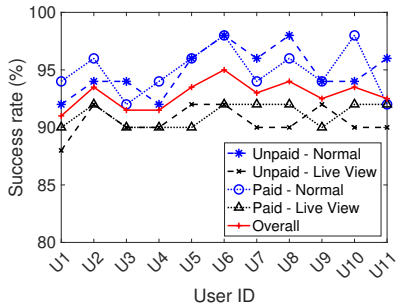 Success rate (%)
100
95
90
85
80
Unpaid - Normal
Unpaid - Live View
Paid - Normal
Paid - Live View
Overall
U1 U2 U3 U4 U5 U6 U7 U8 U9 U10 U11
User ID